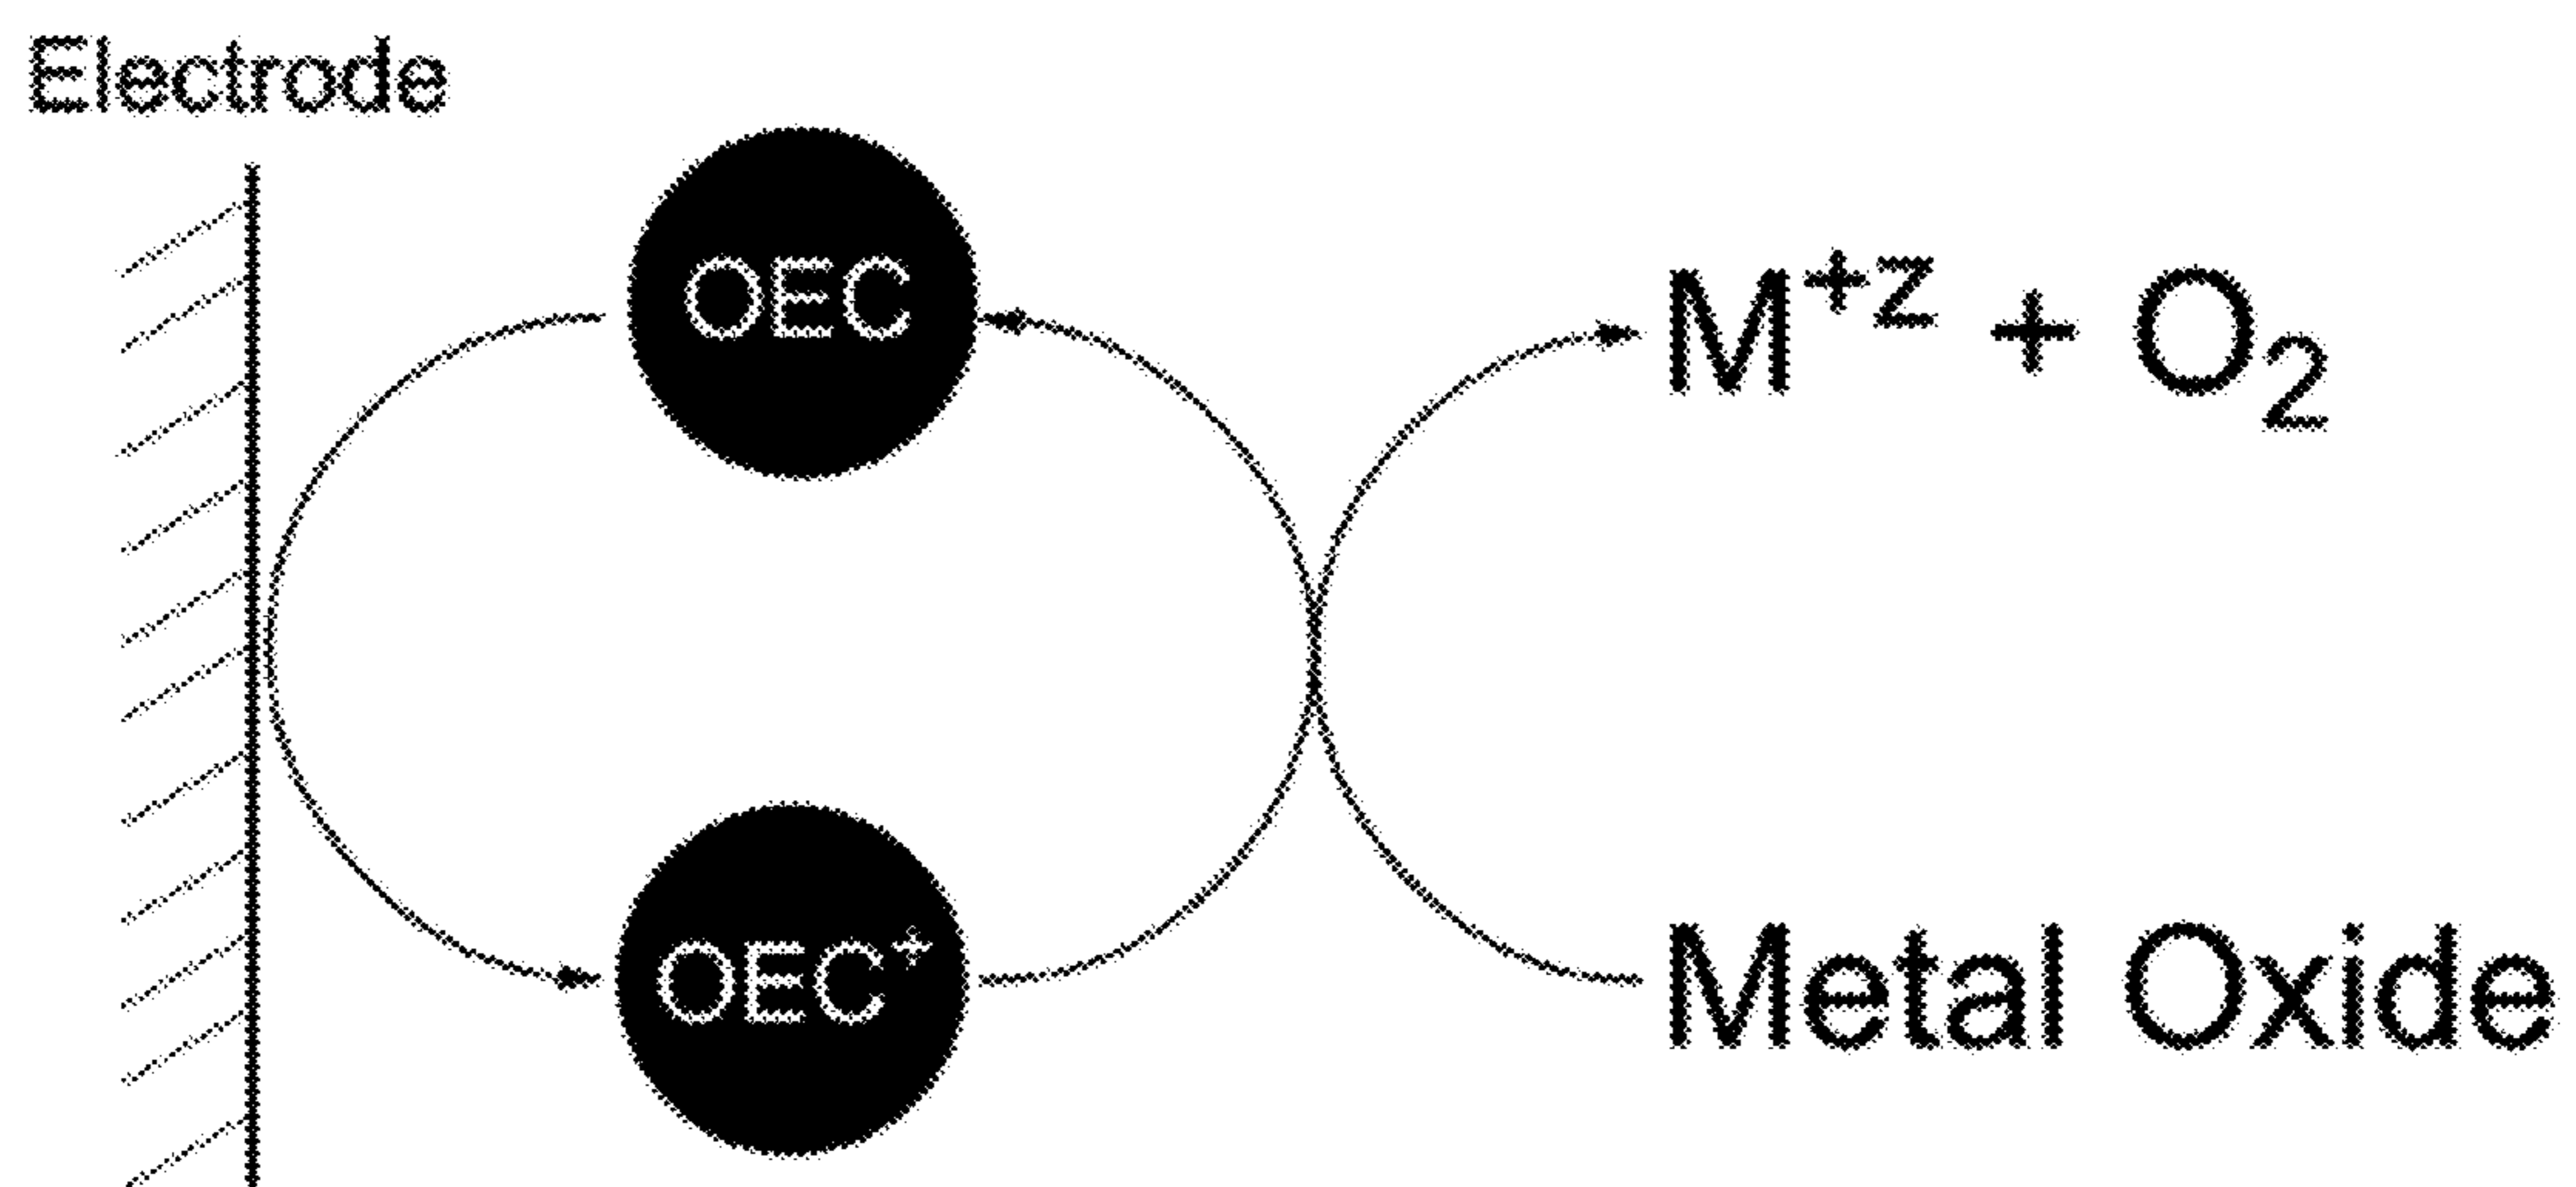 Electrode
OEC
M⁺ᶻ + O₂
OEC⁺
Metal Oxide